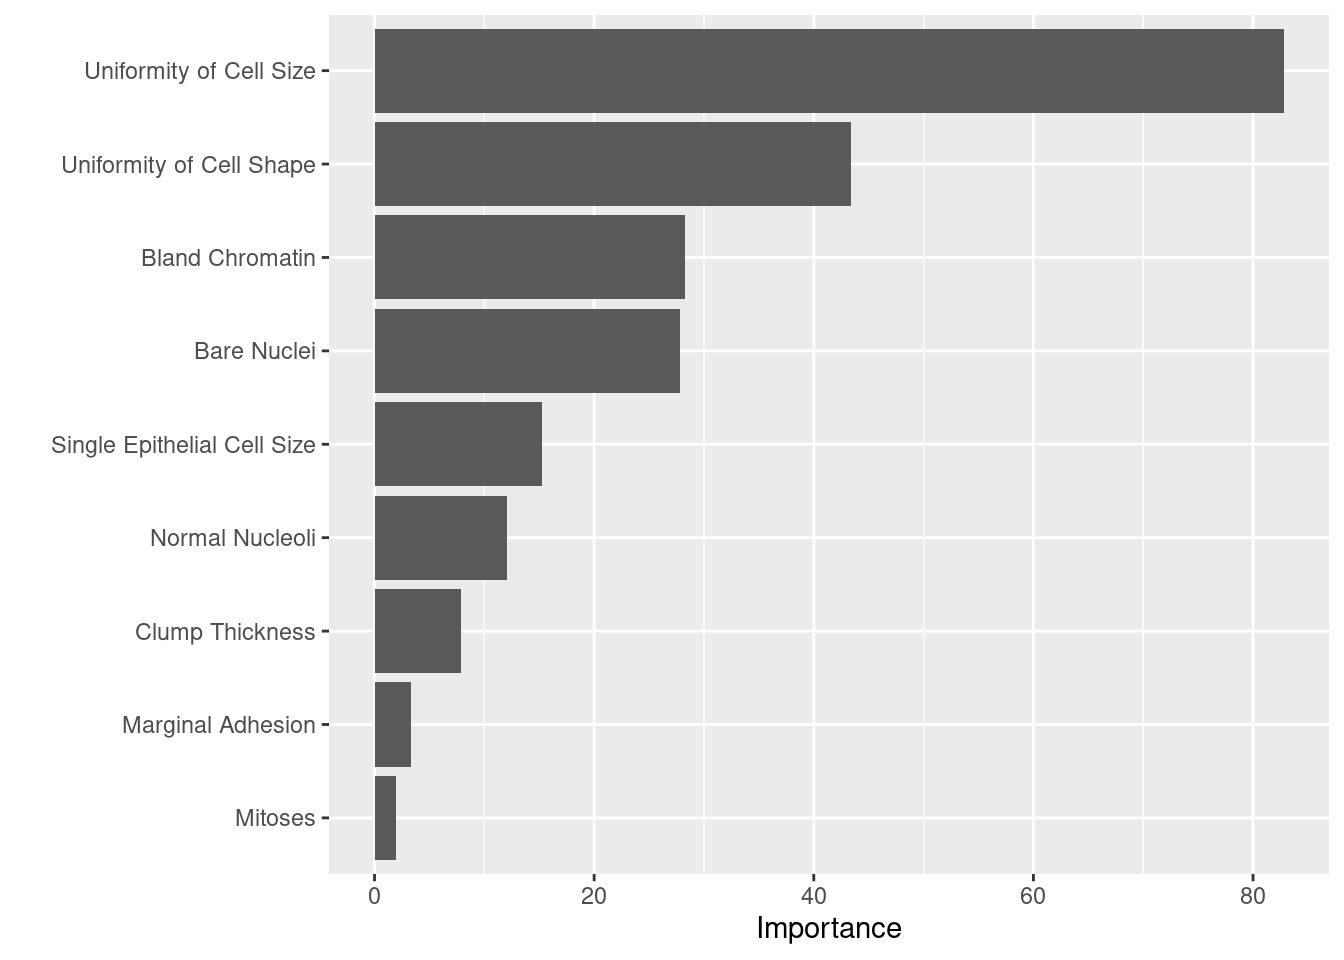 Uniformity of Cell Size
Uniformity of Cell Shape
Bland Chromatin
Bare Nuclei
Single Epithelial Cell Size
Normal Nucleoli
Clump Thickness
Marginal Adhesion
Mitoses
0 20 40 60 80
Importance